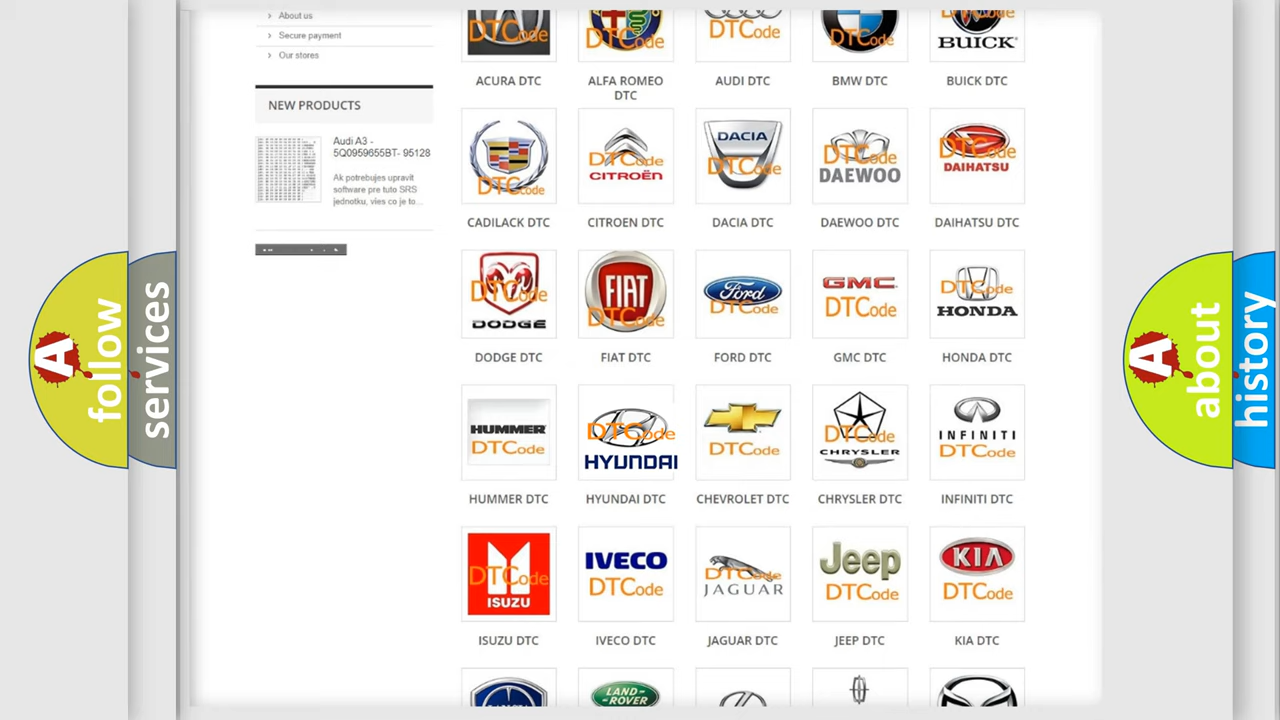 About us
Secure payment
Our stores
NEW PRODUCTS
Audi A3 -
5Q0959655BT- 95128
Ak potrebujes upravit
software pre tuto SRS
jednotku, vies co je to...
DTCode
DTCode
DTCode
DTCode
BUICK
ACURA DTC
ALFA ROMEO
DTC
AUDI DTC
BMW DTC
BUICK DTC
DTCode
DTCode
CITROËN
DACIA
DTCode
DTCode
DAEWOO
DTCode
DAIHATSU
CADILACK DTC
CITROEN DTC
DACIA DTC
DAEWOO DTC
DAIHATSU DTC
DTCode
DODGE
FIAT
DTCode
Ford
DTCode
GMC
DTCode
DTCode
HONDA
DODGE DTC
FIAT DTC
FORD DTC
GMC DTC
HONDA DTC
HUMMER
DTCode
DTCode
HYUNDAI
DTCode
DTCode
CHRYSLER
INFINITI
DTCode
HUMMER DTC
HYUNDAI DTC
CHEVROLET DTC
CHRYSLER DTC
INFINITI DTC
DTCode
ISUZU
IVECO
DTCode
DTCode
JAGUAR
Jeep
DTCode
KIA
DTCode
ISUZU DTC
IVECO DTC
JAGUAR DTC
JEEP DTC
KIA DTC
LAND-
ROVER
A
follow
services
A
about
history